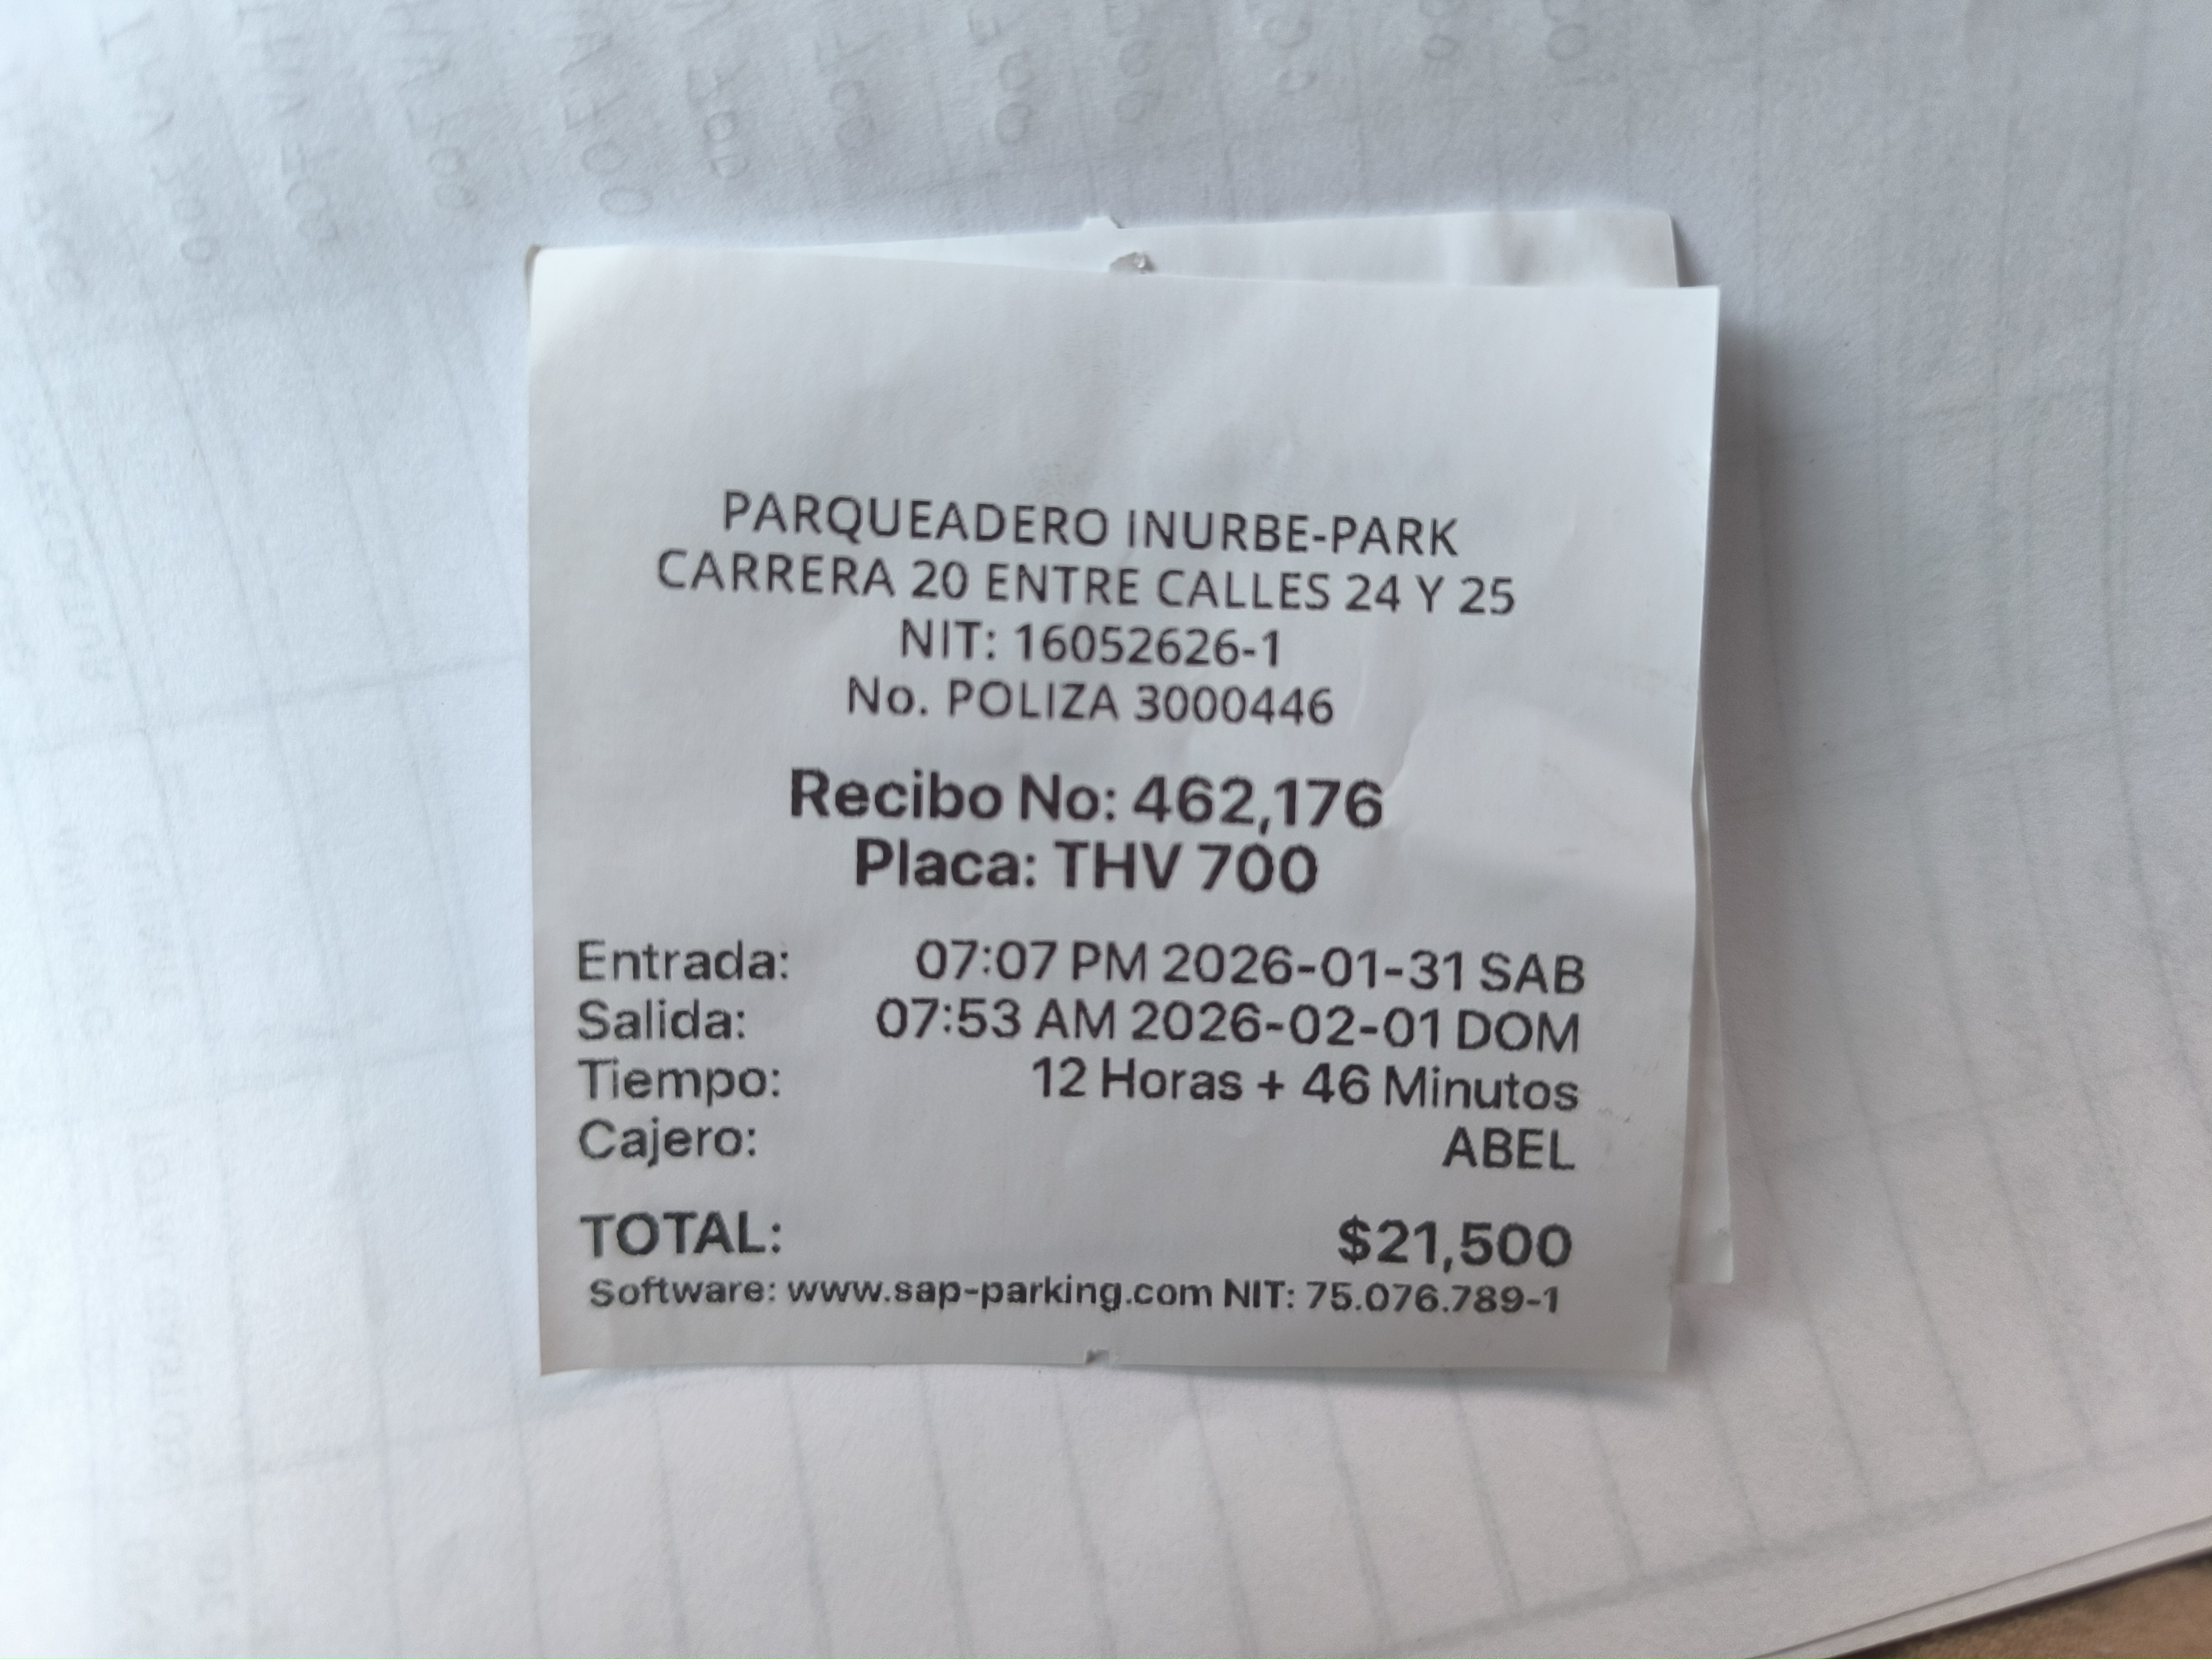 PARQUEADERO INURBE-PARK
CARRERA 20 ENTRE CALLES 24 Y 25
NIT: 16052626-1
No. POLIZA 3000446
Recibo No: 462,176
Placa: THV 700
Entrada: 07:07 PM 2026-01-31 SAB
Salida: 07:53 AM 2026-02-01 DOM
Tiempo: 12 Horas + 46 Minutos
Cajero: ABEL
TOTAL: $21,500
Software: www.sap-parking.com NIT: 75.076.789-1